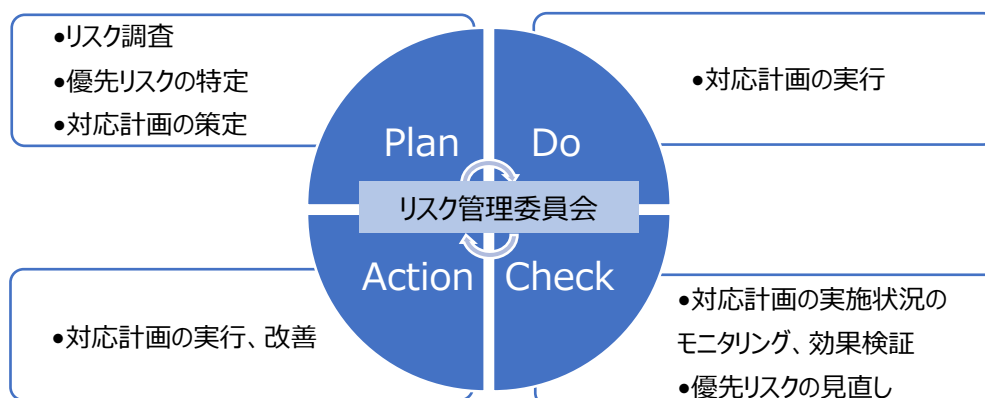 •リスク調査
•優先リスクの特定
•対応計画の策定
•対応計画の実行
Plan
Do
リスク管理委員会
Action
Check
•対応計画の実行、改善
•対応計画の実施状況の
モニタリング、効果検証
•優先リスクの見直し